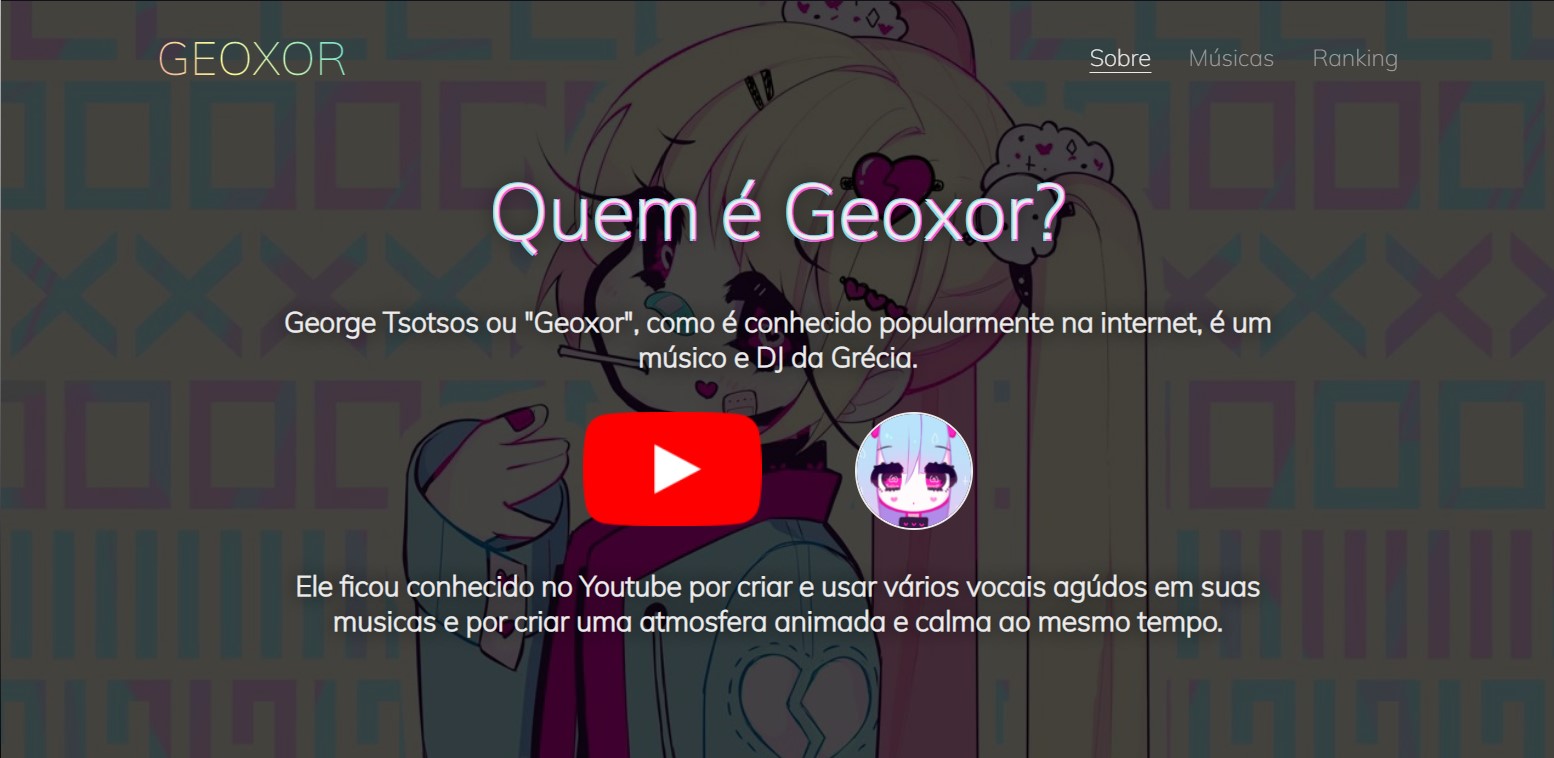 GEOXOR
Sobre Músicas Ranking
Quem é Geoxor?
George Tsotsos ou "Geoxor", como é conhecido popularmente na internet, é um
músico e DJ da Grécia.
Ele ficou conhecido no Youtube por criar e usar vários vocais agúdos em suas
musicas e por criar uma atmosfera animada e calma ao mesmo tempo.